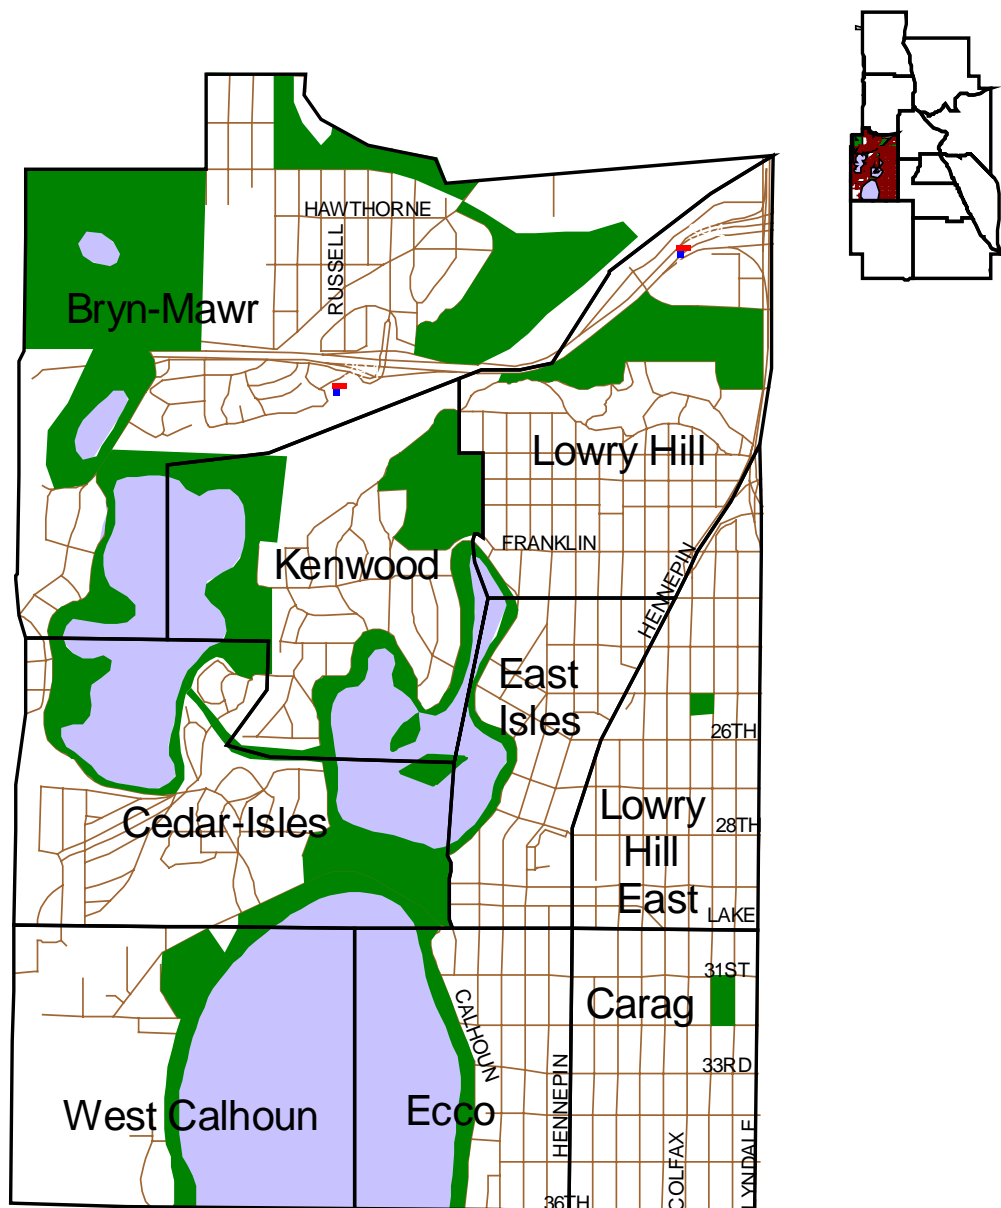 HAWTHORNE
RUSSELL
Bryn-Mawr
Lowry Hill
FRANKLIN
Kenwood
HENNEPIN
East
Isles
26TH
Lowry
Hill
East
28TH
Cedar-Isles
LAKE
31ST
Carag
CALHOUN
33RD
West Calhoun
Ecco
HENNEPIN
COLFAX
LYNDALE
36TH